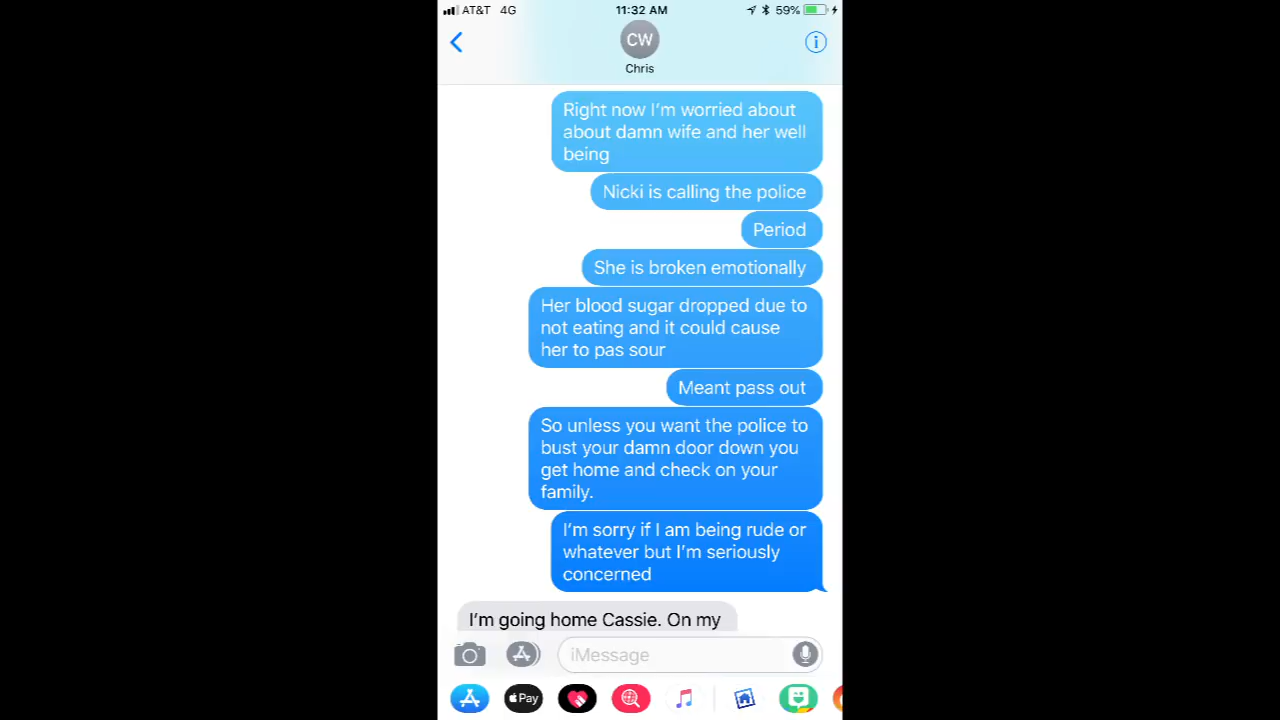 AT&T 4G 11:32 AM 59%
CW
Chris
Right now I'm worried about
about damn wife and her well
being
Nicki is calling the police
Period
She is broken emotionally
Her blood sugar dropped due to
not eating and it could cause
her to pas sour
Meant pass out
So unless you want the police to
bust your damn door down you
get home and check on your
family.
I'm sorry if I am being rude or
whatever but I'm seriously
concerned
I'm going home Cassie. On my
iMessage
Pay